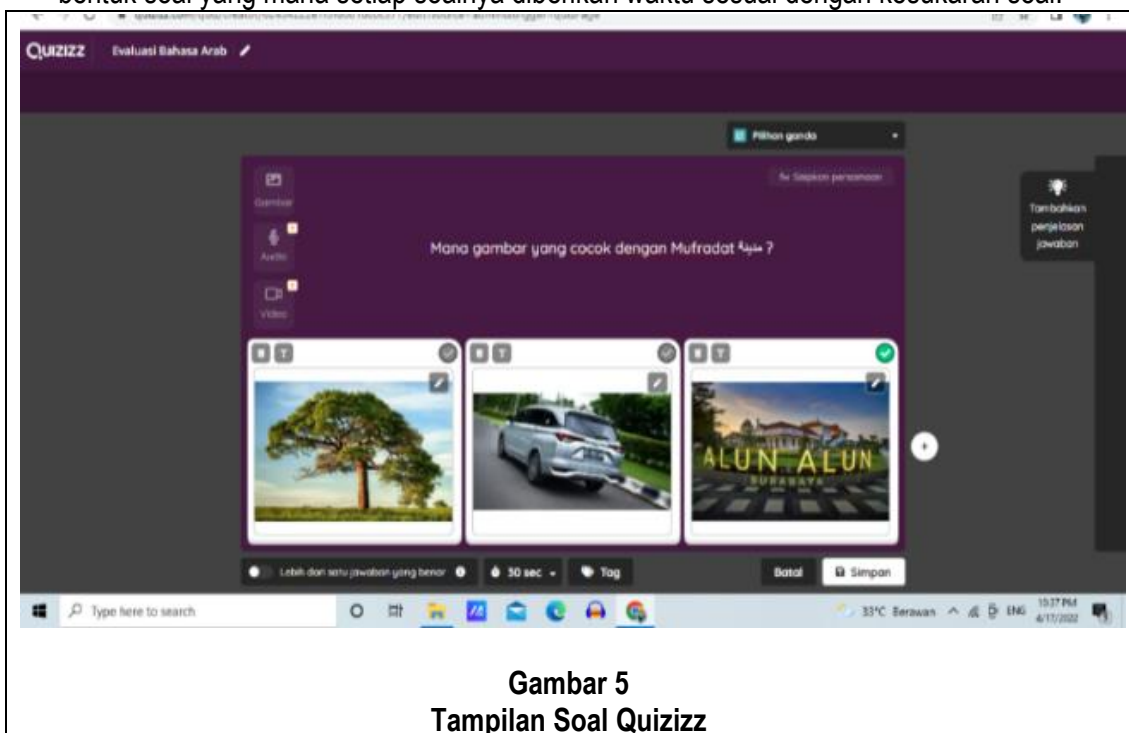 bentuk soal yang mana setiap soalnya diberikan waktu sesuai dengan kesukaran soal.
QUIZIZZ Evaluasi Bahasa Arab
Pilihan ganda
Gambar
Sisipkan persamaan
Audio
Video
Tambahkan
penjelasan
jawaban
Mana gambar yang cocok dengan Mufradat مدينة ?
ALUN ALUN
SURABAYA
Lebih dari satu jawaban yang benar 30 sec Tag Batal Simpan
Type here to search 33°C Berawan ENG 10:37 PM
4/17/2022
Gambar 5
Tampilan Soal Quizizz